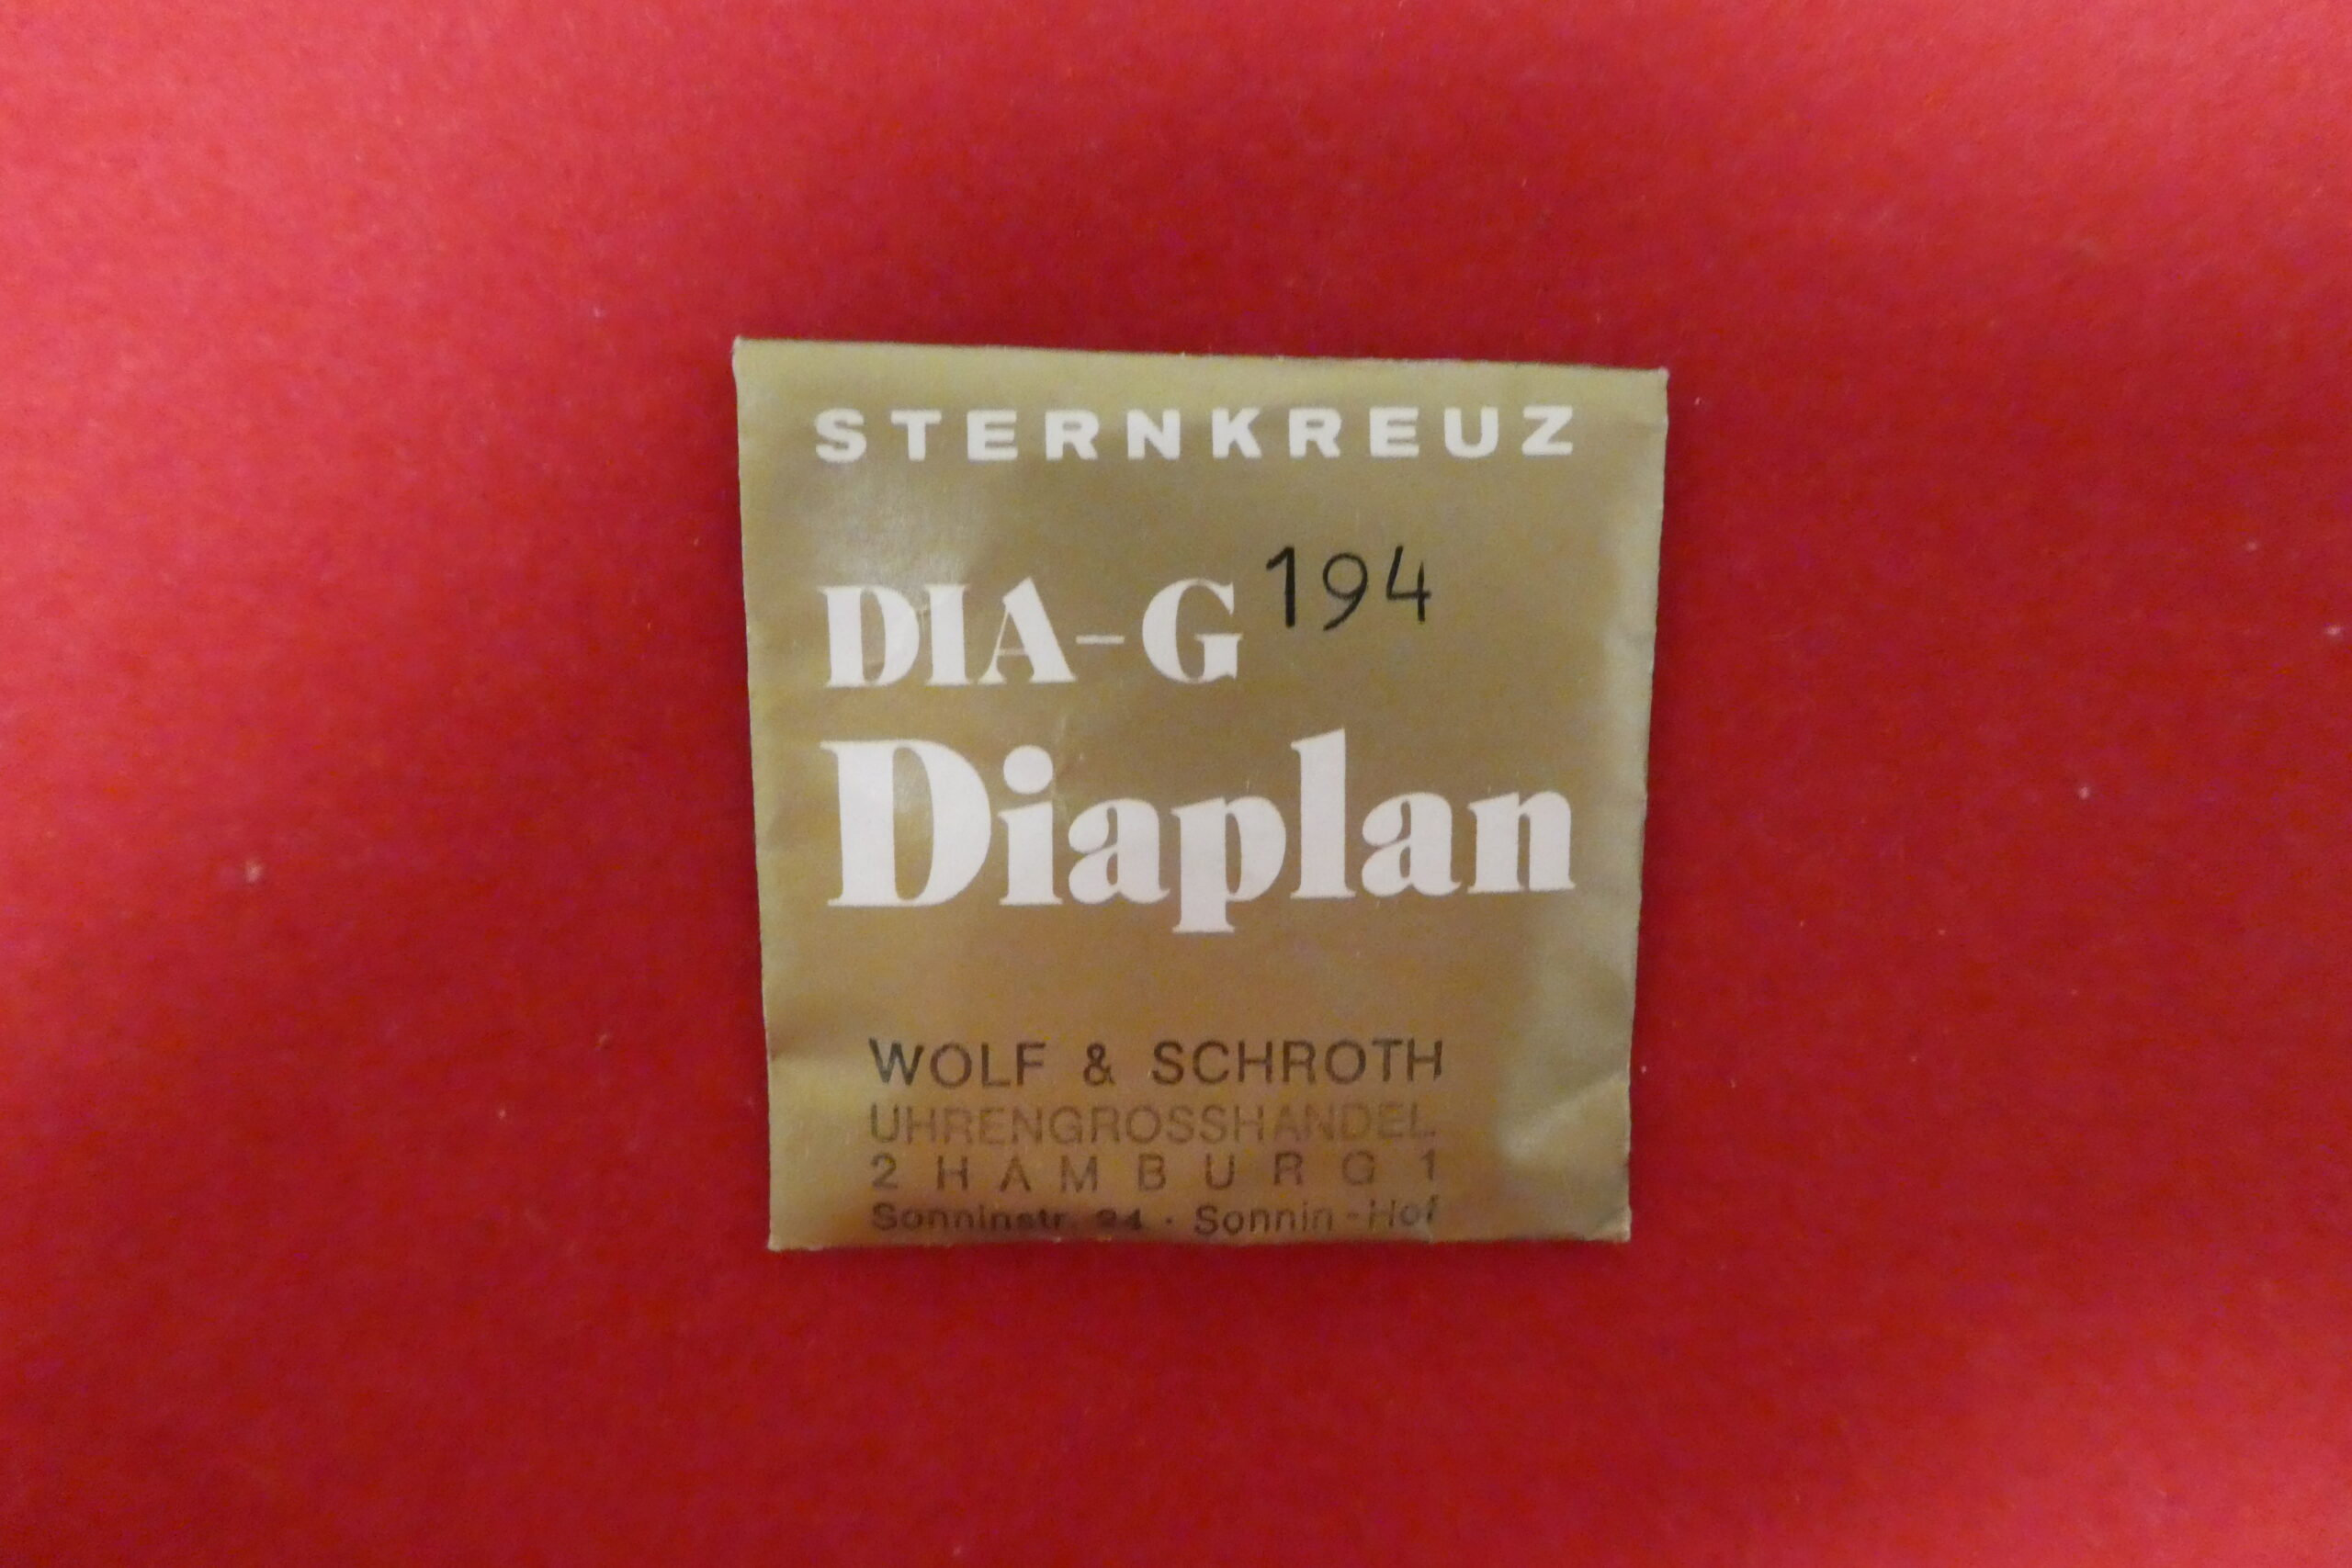 STERNKREUZ
DIA-G 194
Diaplan
WOLF & SCHROTH
UHRENGROSSHANDEL
2 HAMBURG 1
Sonninstr. 24 · Sonnin-Hof